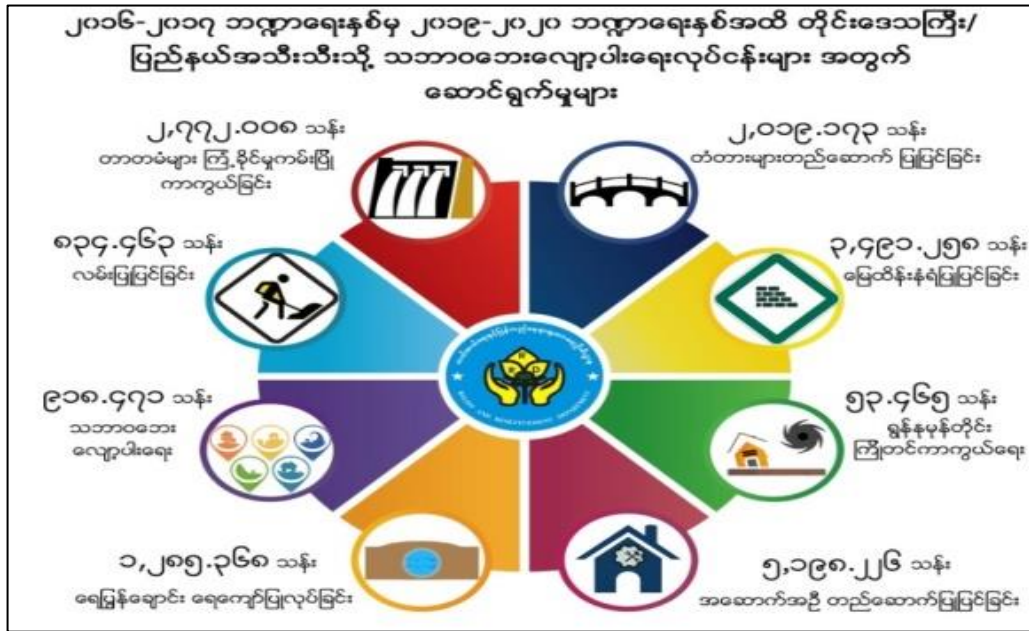 ၂၀၁၆-၂၀၁၇ ဘဏ္ဍာရေးနှစ်မှ ၂၀၁၉-၂၀၂၀ ဘဏ္ဍာရေးနှစ်အထိ တိုင်းဒေသကြီး/
ပြည်နယ်အသီးသီးသို့ သဘာဝဘေးလျော့ပါးရေးလုပ်ငန်းများ အတွက်
ဆောင်ရွက်မှုများ
၂,၇၇၂.၀၀၈ သန်း
တာတမံများ ကြံ့ခိုင်မှုကမ်းပြို
ကာကွယ်ခြင်း
၂,၀၁၉.၁၇၃ သန်း
တံတားများတည်ဆောက် ပြုပြင်ခြင်း
၈၃၄.၄၆၃ သန်း
လမ်းပြုပြင်ခြင်း
၃,၄၉၁.၂၅၈ သန်း
မြေထိန်းနံရံပြုပြင်ခြင်း
၉၁၈.၄၇၁ သန်း
သဘာဝဘေး
လျော့ပါးရေး
၅၃.၄၆၅ သန်း
ရွှန်နုမုန်တိုင်း
ကြိုတင်ကာကွယ်ရေး
၁,၂၈၅.၃၆၈ သန်း
ရေပြွန်ချောင်း ရေကျော်ပြုလုပ်ခြင်း
၅,၁၉၈.၂၂၆ သန်း
အဆောက်အဦ တည်ဆောက်ပြုပြင်ခြင်း
R
R D
RELIEF AND RESETTLEMENT DEPARTMENT